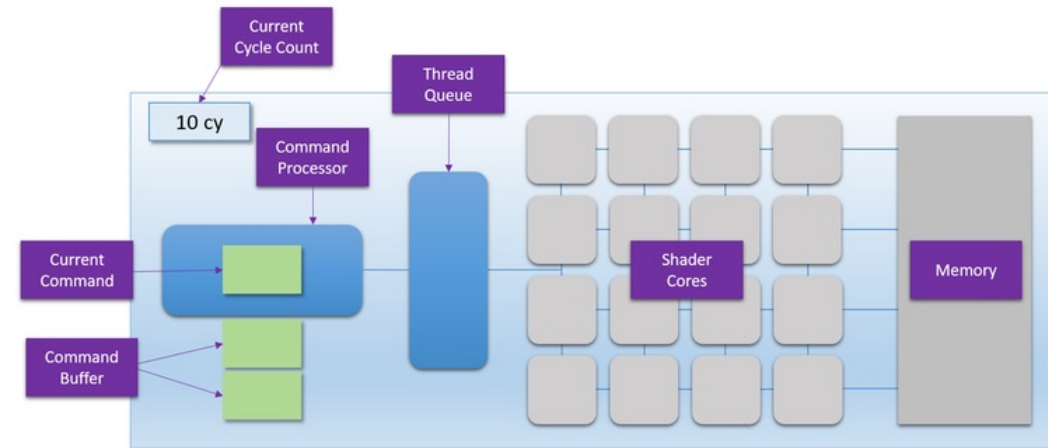 Current
Cycle Count
Thread
Queue
10 cy
Command
Processor
Current
Command
Shader
Cores
Memory
Command
Buffer